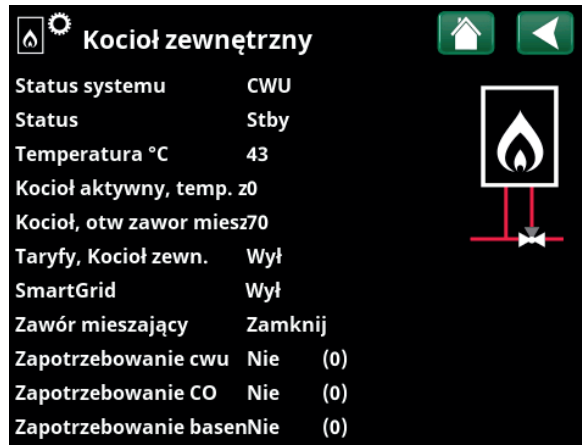 Kocioł zewnętrzny
Status systemu CWU
Status Stby
Temperatura °C 43
Kocioł aktywny, temp. z0
Kocioł, otw zawor miesz70
Taryfy, Kocioł zewn. Wył
SmartGrid Wył
Zawór mieszający Zamknij
Zapotrzebowanie cwu Nie (0)
Zapotrzebowanie CO Nie (0)
Zapotrzebowanie basenNie (0)